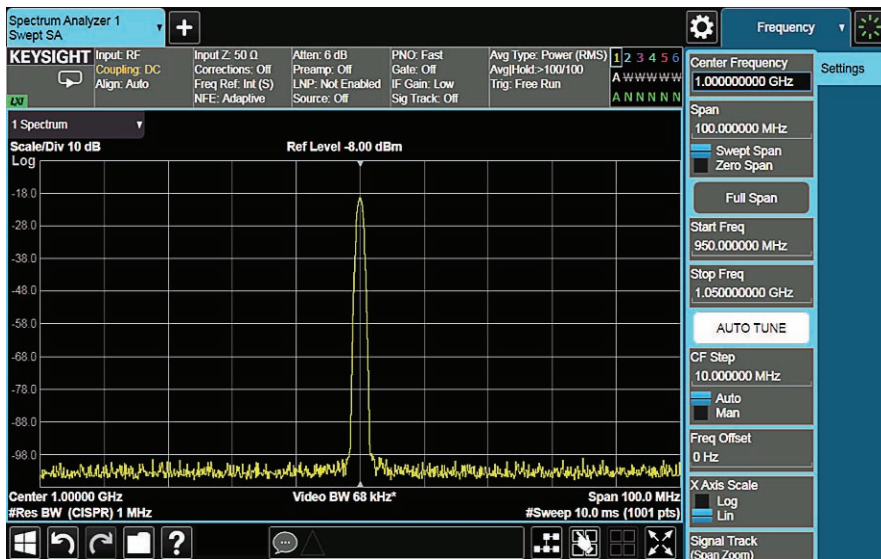 Spectrum Analyzer 1
Swept SA
+
Frequency
KEYSIGHT
LXI
Input: RF
Coupling: DC
Align: Auto
Input Z: 50 Ω
Corrections: Off
Freq Ref: Int (S)
NFE: Adaptive
Atten: 6 dB
Preamp: Off
LNP: Not Enabled
Source: Off
PNO: Fast
Gate: Off
IF Gain: Low
Sig Track: Off
Avg Type: Power (RMS)
Avg|Hold:>100/100
Trig: Free Run
1 2 3 4 5 6
A W W W W W
A N N N N N
1 Spectrum
Scale/Div 10 dB
Ref Level -8.00 dBm
Log
-18.0
-28.0
-38.0
-48.0
-58.0
-68.0
-78.0
-88.0
-98.0
Center 1.00000 GHz
Video BW 68 kHz*
Span 100.0 MHz
#Res BW (CISPR) 1 MHz
#Sweep 10.0 ms (1001 pts)
?
Center Frequency
1.000000000 GHz
Settings
Span
100.000000 MHz
Swept Span
Zero Span
Full Span
Start Freq
950.000000 MHz
Stop Freq
1.050000000 GHz
AUTO TUNE
CF Step
10.000000 MHz
Auto
Man
Freq Offset
0 Hz
X Axis Scale
Log
Lin
Signal Track
(Span Zoom)